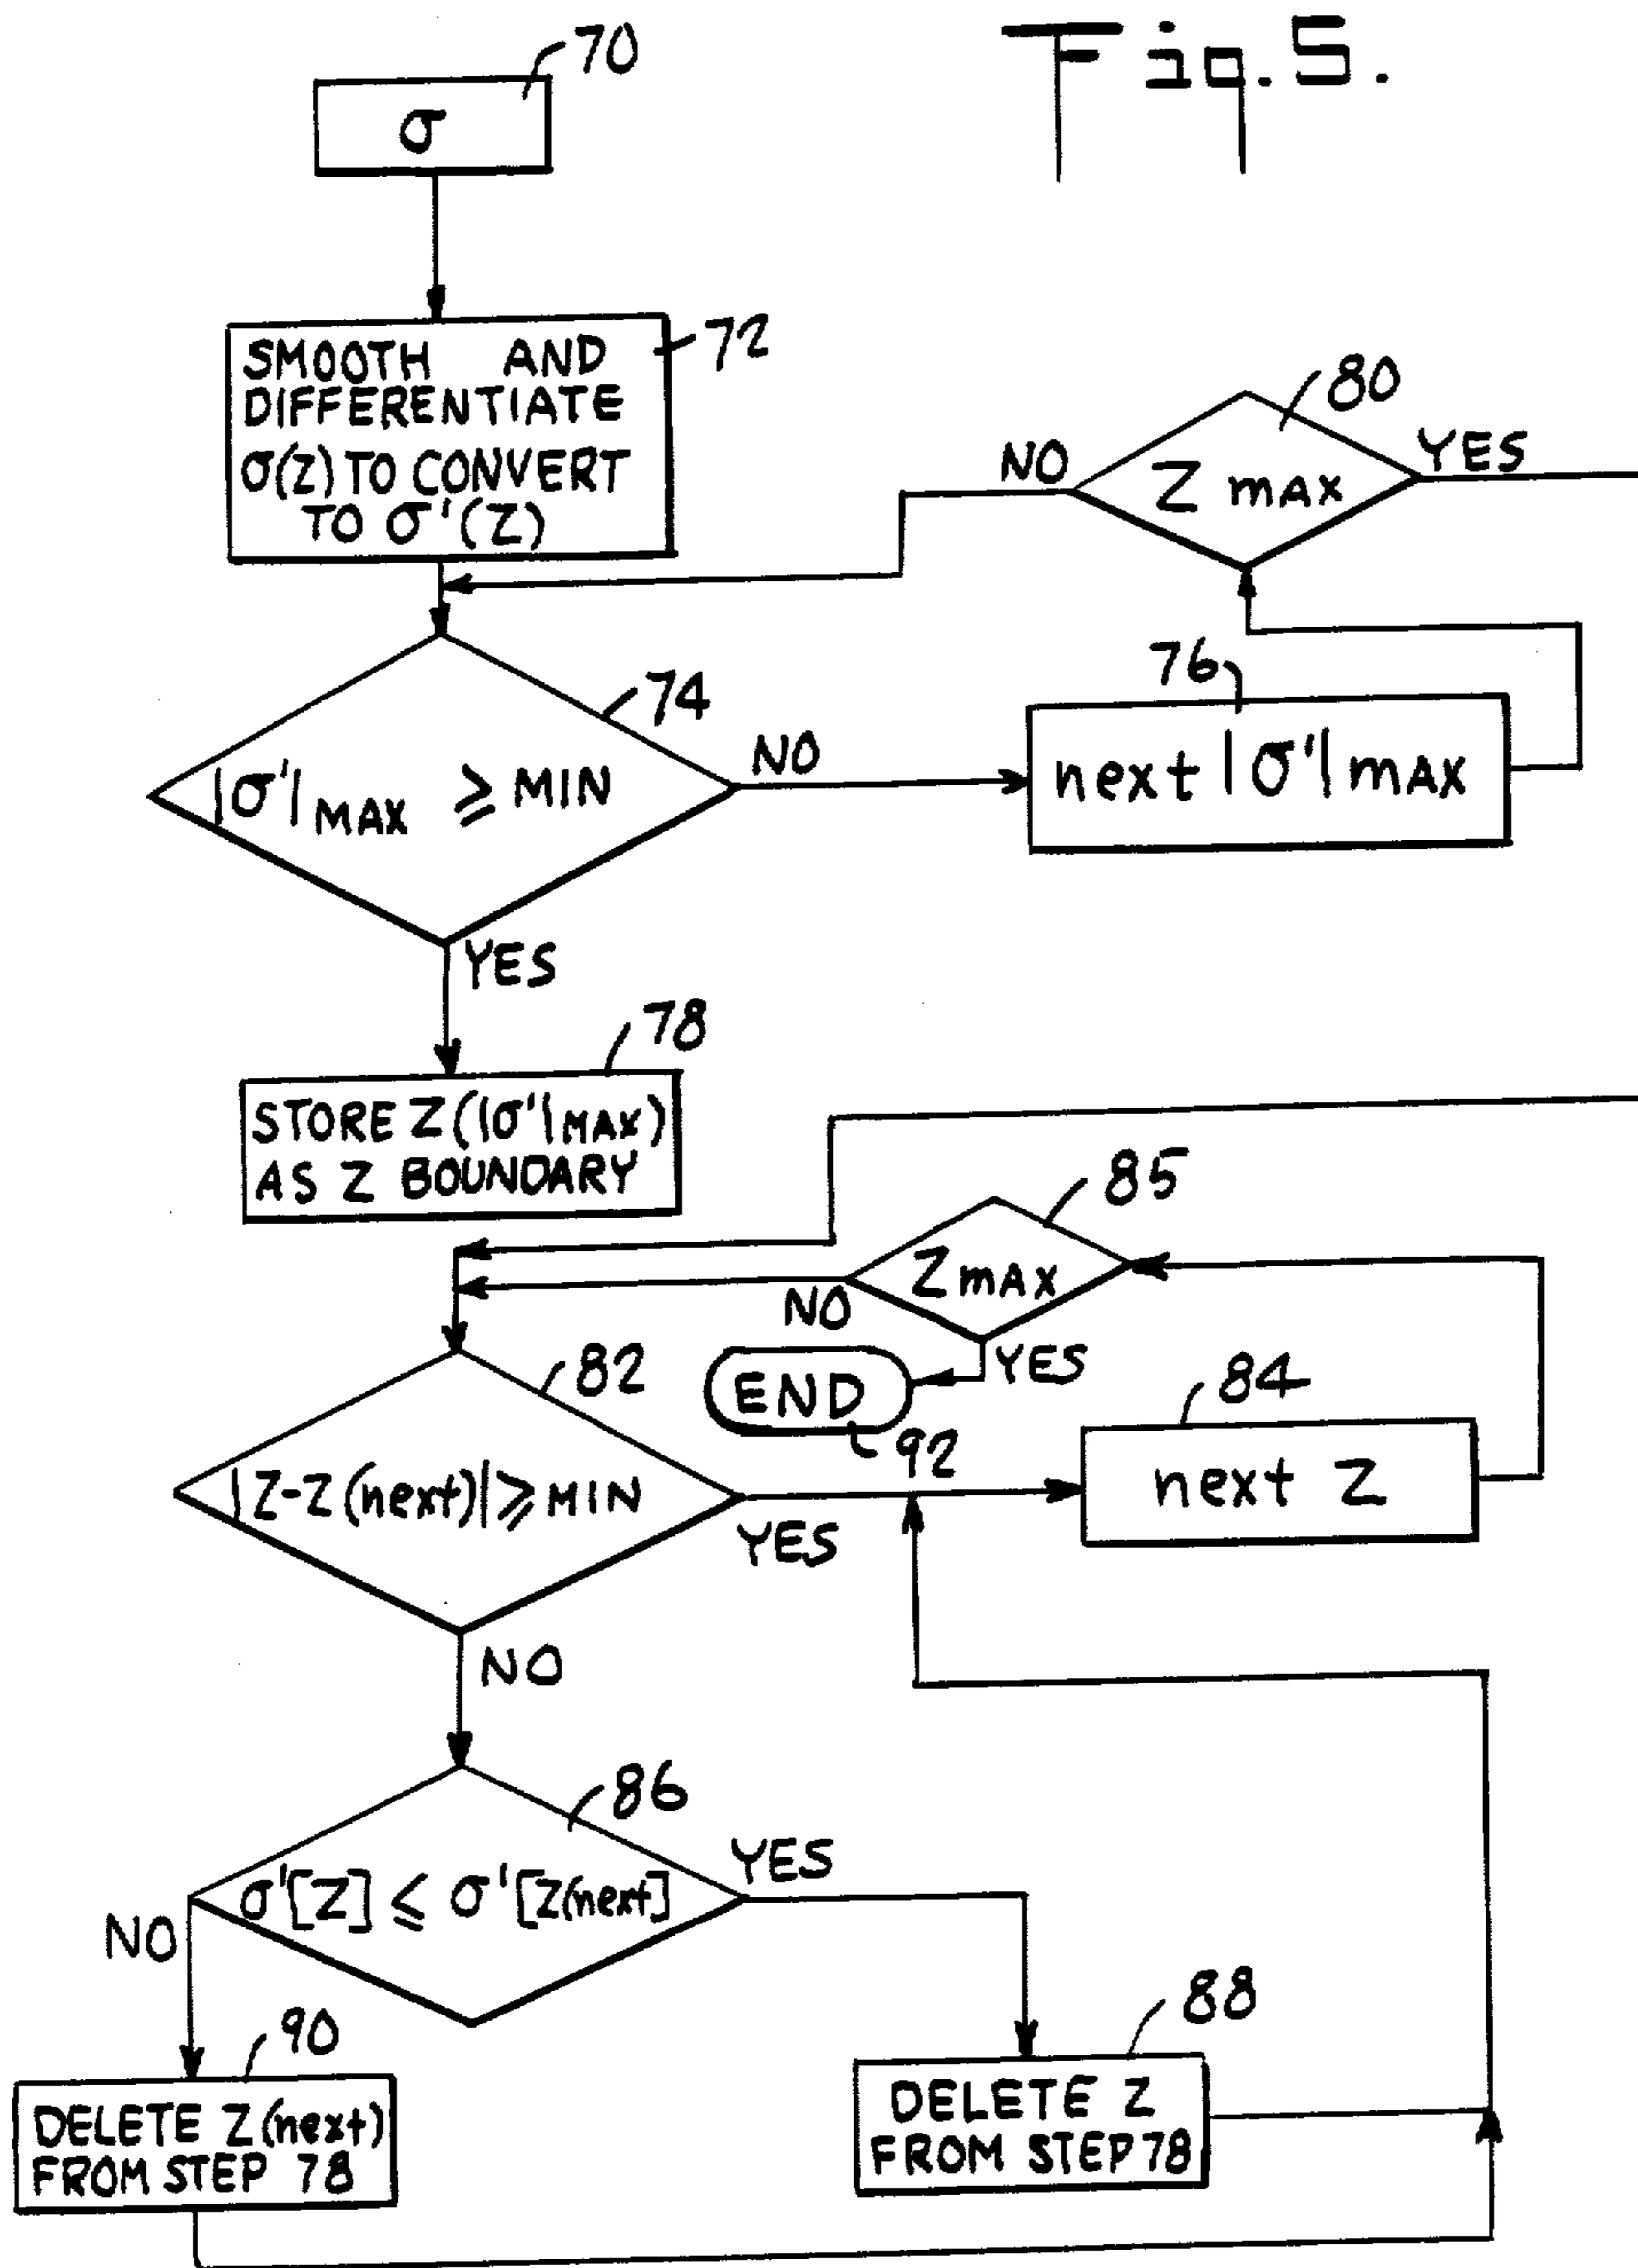 Fig. 5.
70
σ
72
SMOOTH AND
DIFFERENTIATE
σ(Z) TO CONVERT
TO σ'(Z)
80
Z MAX
NO
YES
74
|σ'| MAX ≥ MIN
NO
76
next |σ'| MAX
YES
78
STORE Z(|σ'|MAX)
AS Z BOUNDARY
85
Z MAX
NO
YES
END
92
82
|Z-Z(next)| ≥ MIN
YES
84
next Z
NO
86
σ'[Z] ≤ σ'[Z(next]
YES
NO
90
DELETE Z(next)
FROM STEP 78
88
DELETE Z
FROM STEP 78